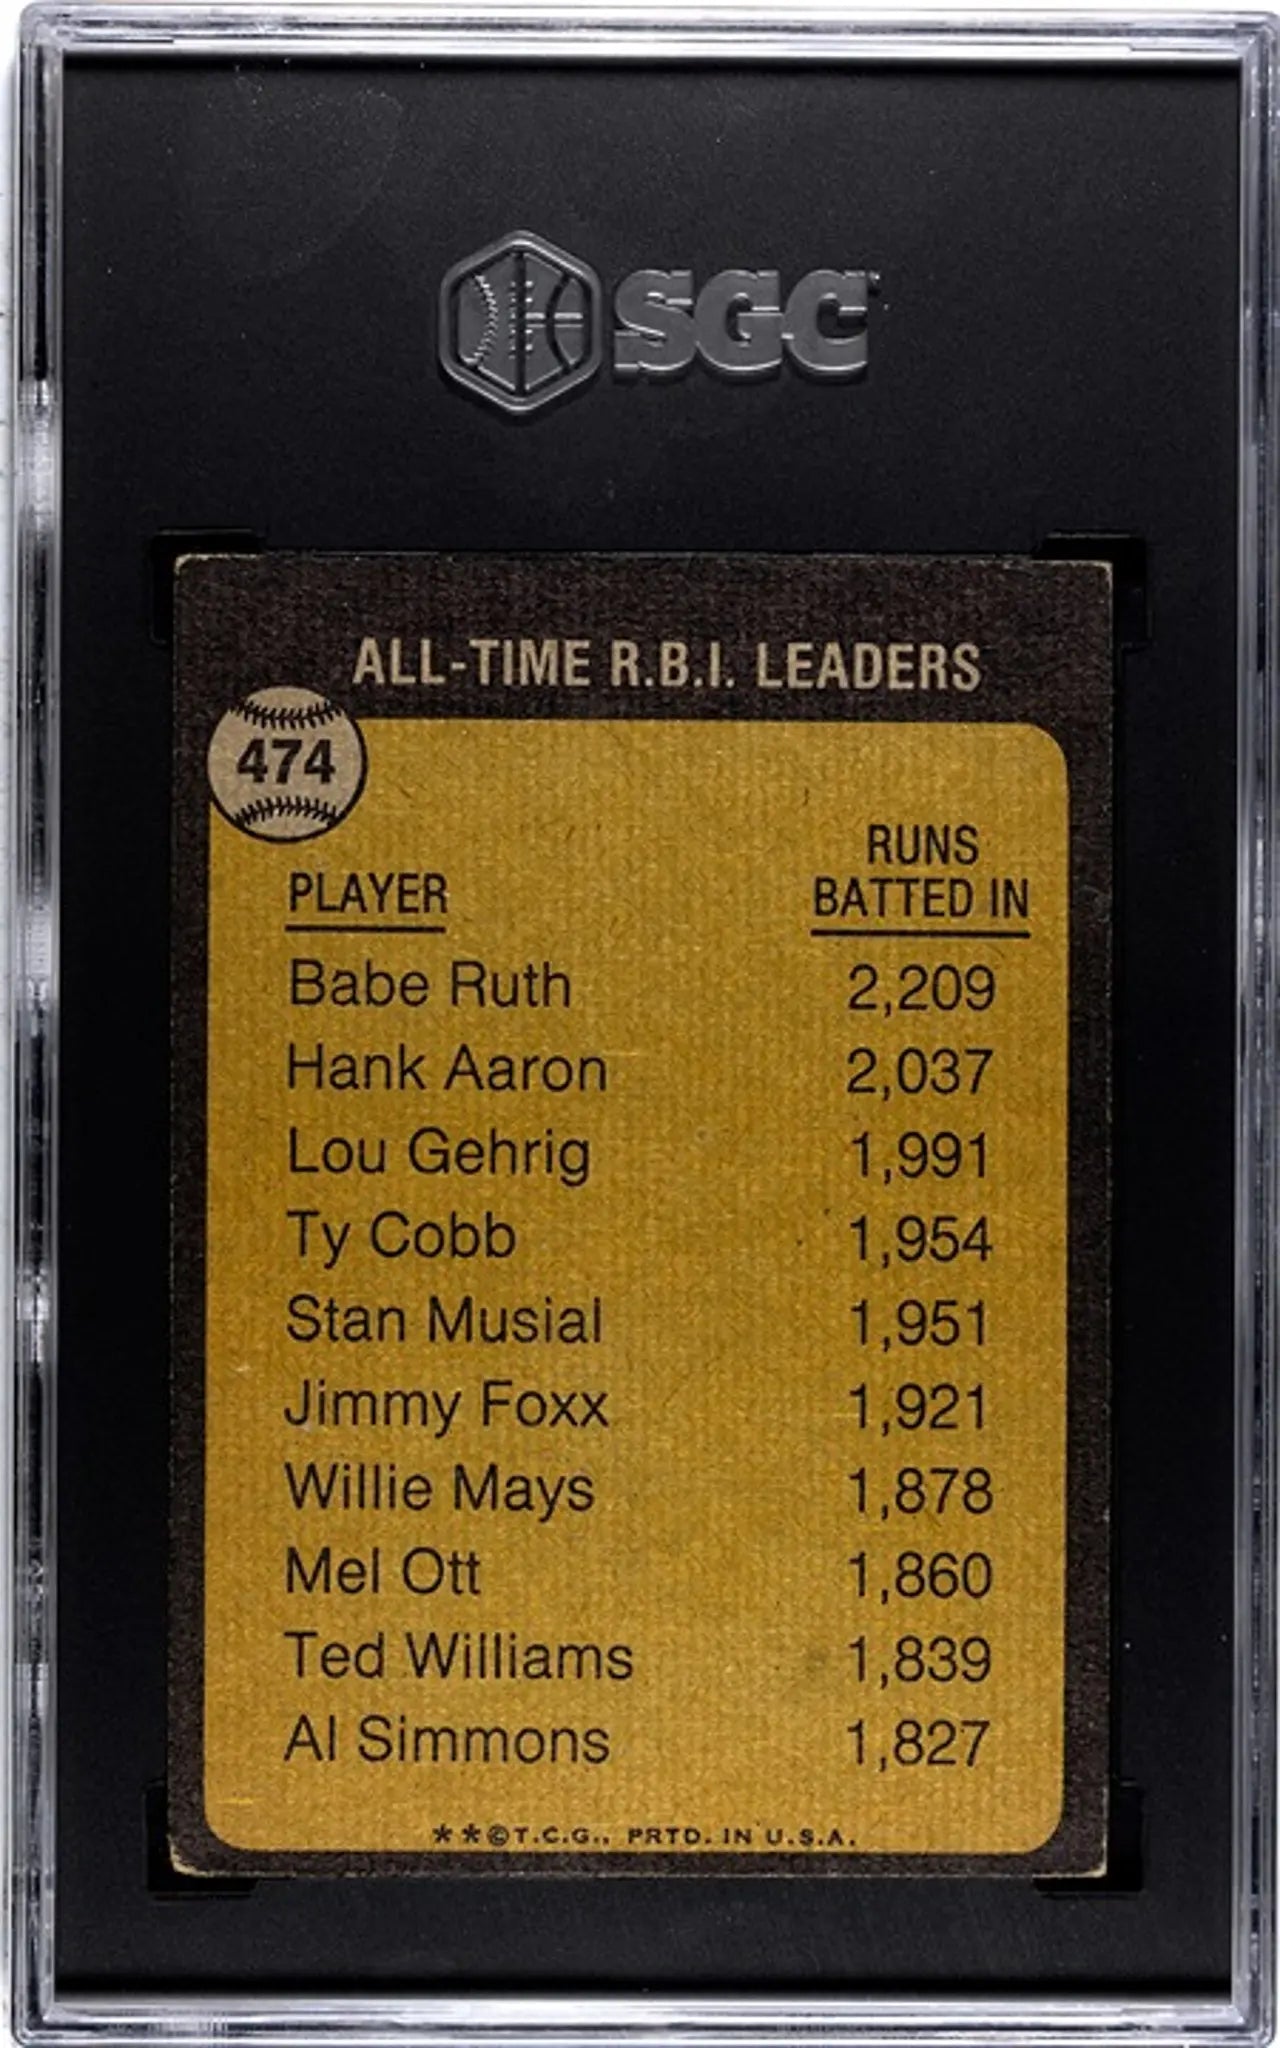 SGC
ALL-TIME R.B.I. LEADERS
474
PLAYER
RUNS
BATTED IN
Babe Ruth 2,209
Hank Aaron 2,037
Lou Gehrig 1,991
Ty Cobb 1,954
Stan Musial 1,951
Jimmy Foxx 1,921
Willie Mays 1,878
Mel Ott 1,860
Ted Williams 1,839
Al Simmons 1,827
**©T.C.G., PRTD. IN U.S.A.